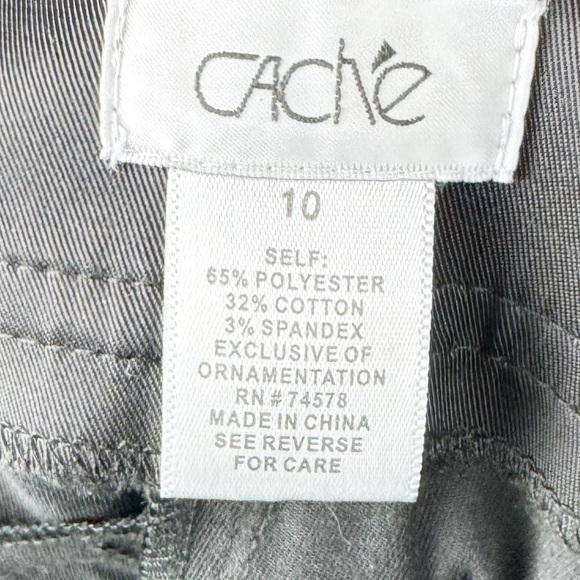 CAChé
10
SELF:
65% POLYESTER
32% COTTON
3% SPANDEX
EXCLUSIVE OF
ORNAMENTATION
RN # 74578
MADE IN CHINA
SEE REVERSE
FOR CARE